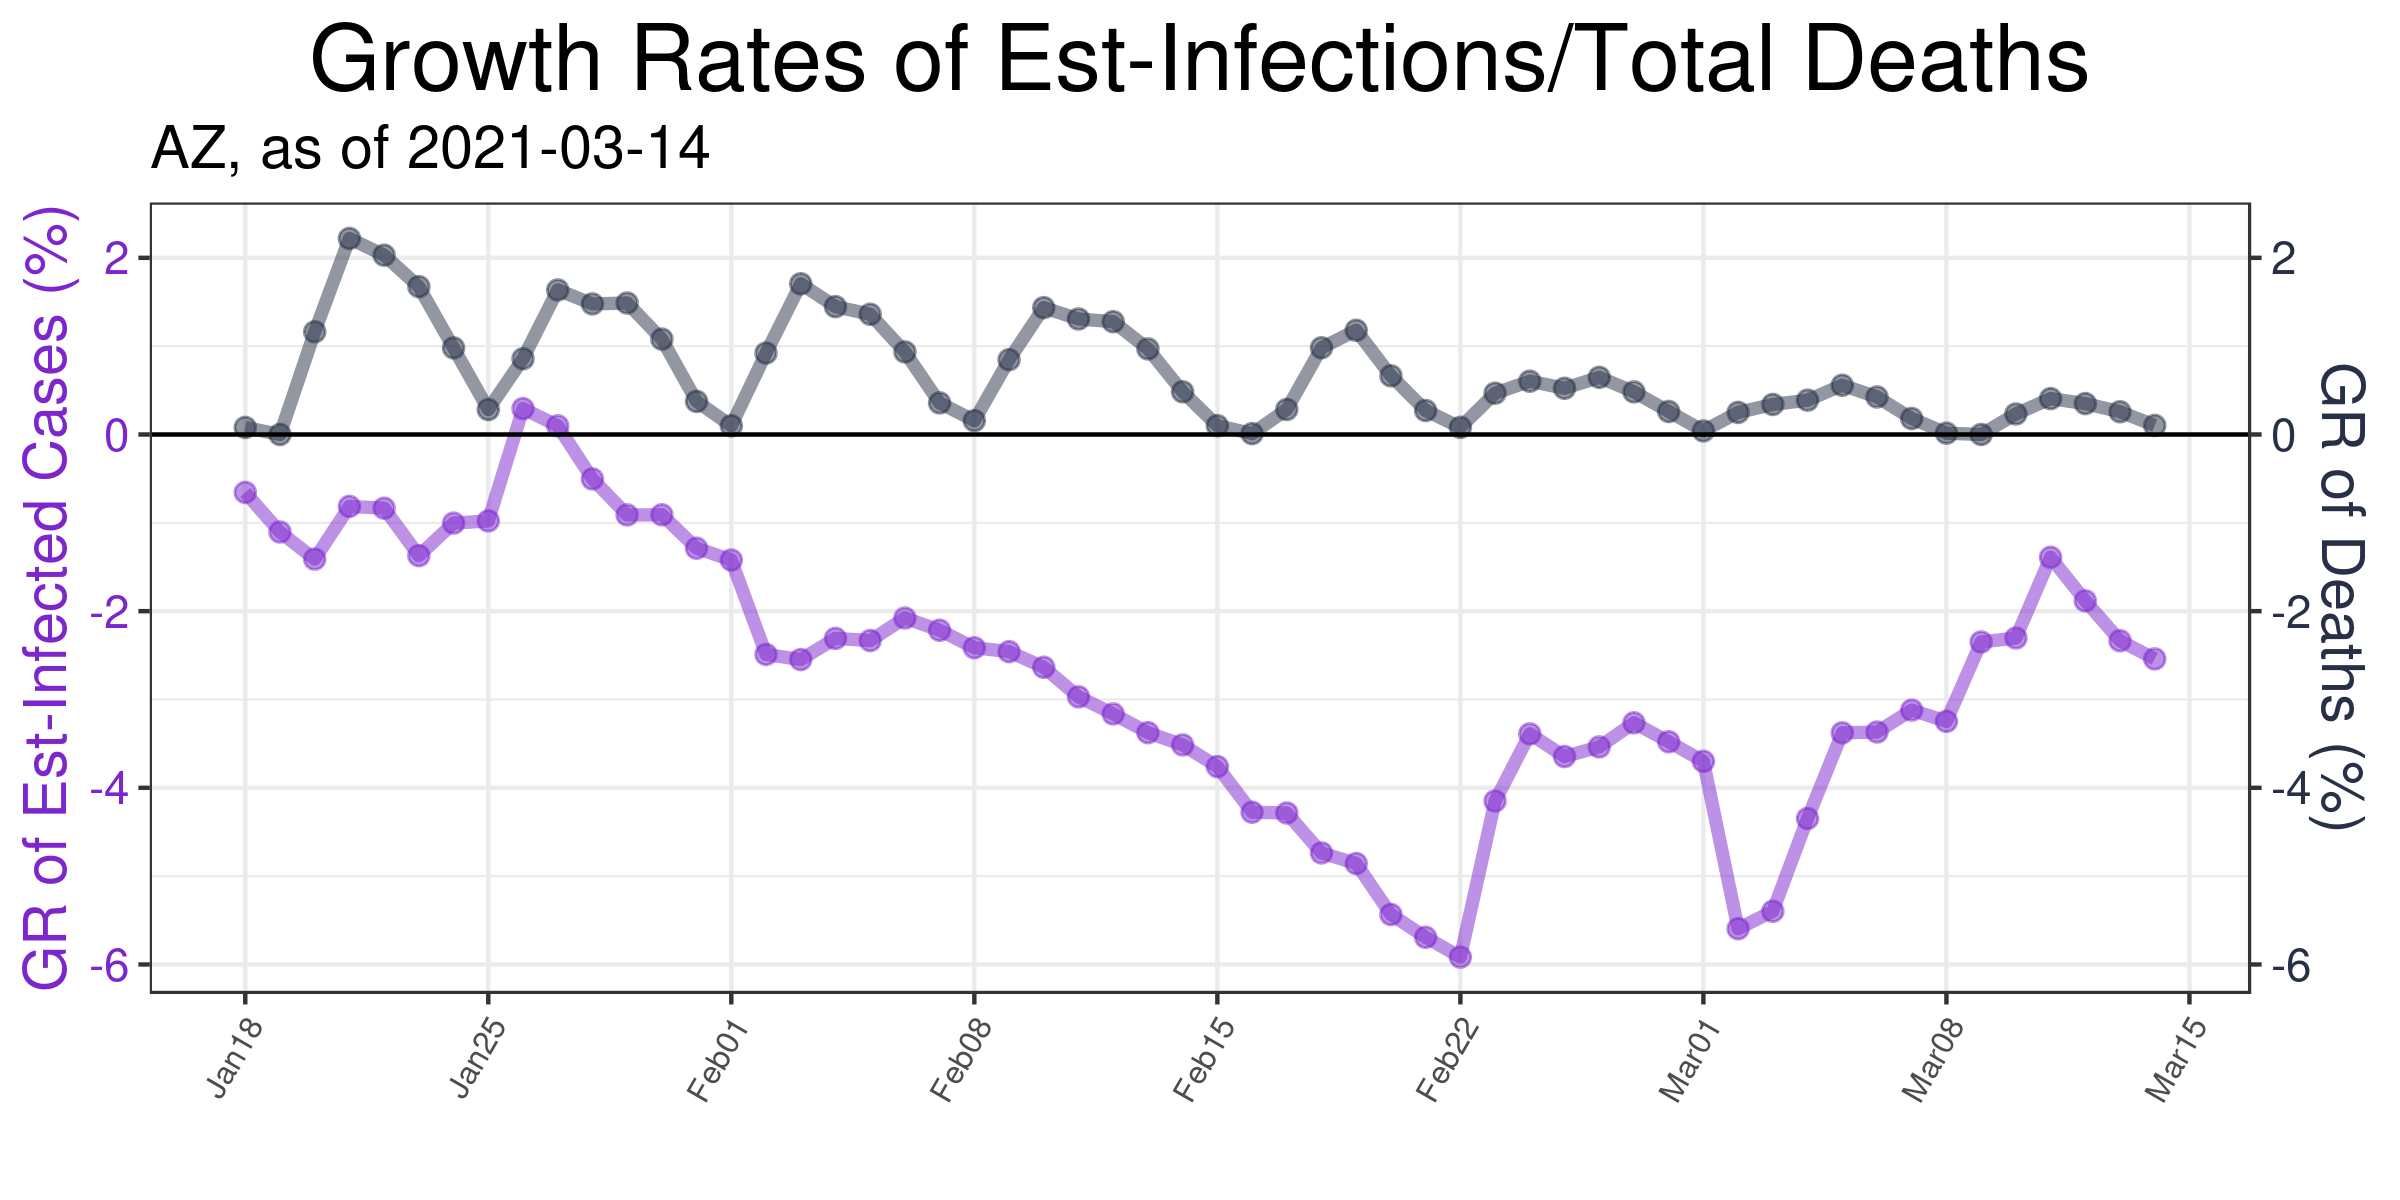 Growth Rates of Est-Infections/Total Deaths
AZ, as of 2021-03-14
GR of Est-Infected Cases (%)
2
0
-2
-4
-6
2
0
-2
-4
-6
GR of Deaths (%)
Jan18
Jan25
Feb01
Feb08
Feb15
Feb22
Mar01
Mar08
Mar15